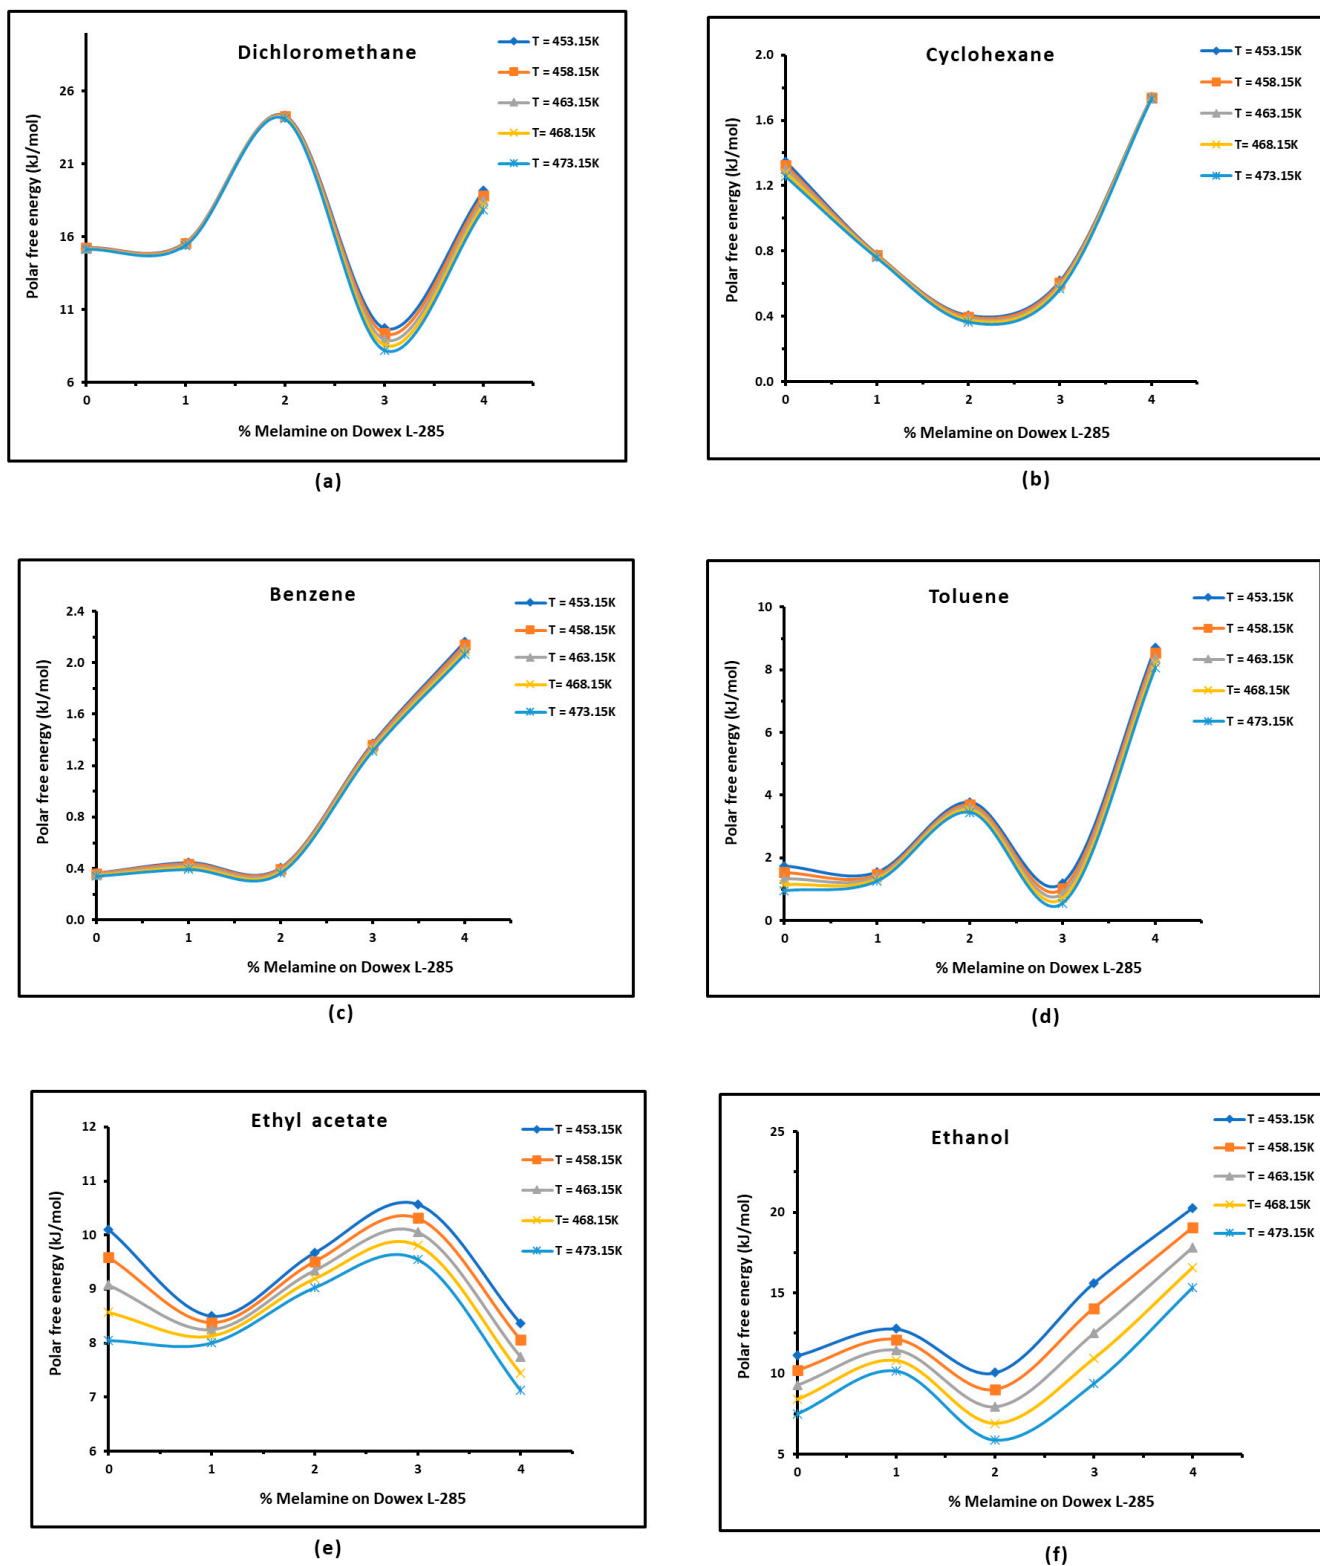 Dichloromethane
T = 453.15K
T = 458.15K
T = 463.15K
T= 468.15K
T = 473.15K
Polar free energy (kJ/mol)
26
21
16
11
6
0 1 2 3 4
% Melamine on Dowex L-285
(a)
Cyclohexane
T = 453.15K
T = 458.15K
T = 463.15K
T= 468.15K
T = 473.15K
Polar free energy (kJ/mol)
2.0
1.6
1.2
0.8
0.4
0.0
0 1 2 3 4
% Melamine on Dowex L-285
(b)
Benzene
T = 453.15K
T = 458.15K
T = 463.15K
T= 468.15K
T = 473.15K
Polar free energy (kJ/mol)
2.4
2.0
1.6
1.2
0.8
0.4
0.0
0 1 2 3 4
% Melamine on Dowex L-285
(c)
Toluene
T = 453.15K
T = 458.15K
T = 463.15K
T= 468.15K
T = 473.15K
Polar free energy (kJ/mol)
10
8
6
4
2
0
0 1 2 3 4
% Melamine on Dowex L-285
(d)
Ethyl acetate
T = 453.15K
T = 458.15K
T = 463.15K
T= 468.15K
T = 473.15K
Polar free energy (kJ/mol)
12
11
10
9
8
7
6
0 1 2 3 4
% Melamine on Dowex L-285
(e)
Ethanol
T = 453.15K
T = 458.15K
T = 463.15K
T= 468.15K
T = 473.15K
Polar free energy (kJ/mol)
25
20
15
10
5
0 1 2 3 4
% Melamine on Dowex L-285
(f)